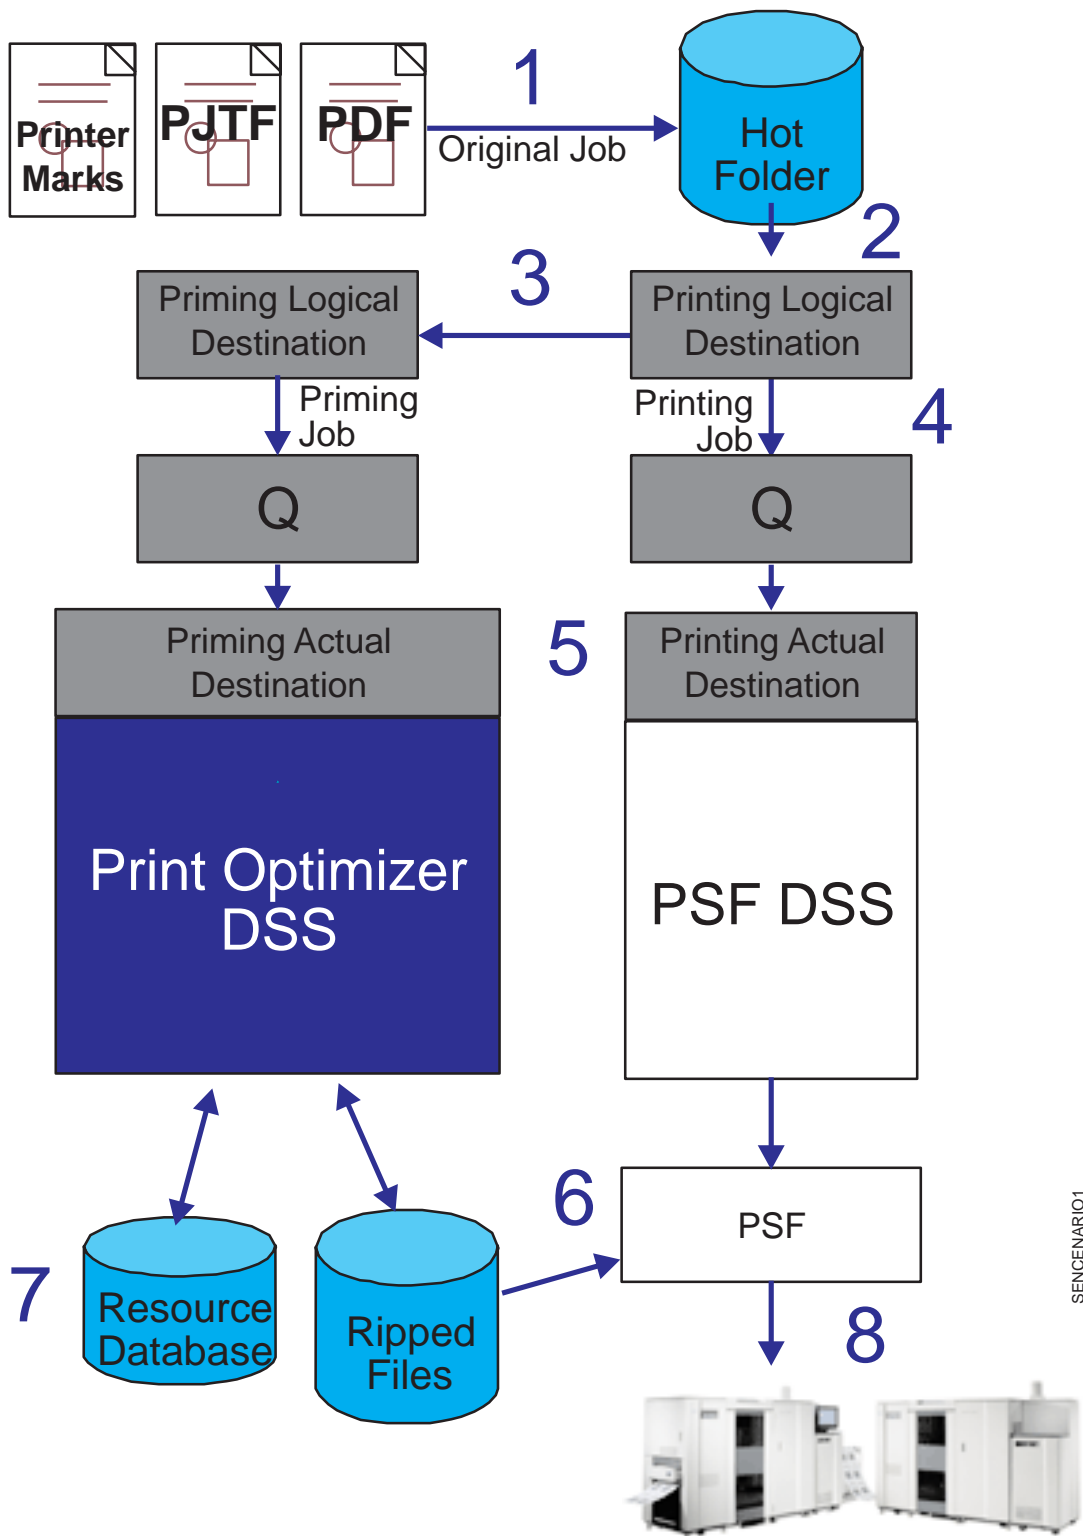 Printer
Marks
PJTF
PDF
1
Original Job
Hot
Folder
2
3
Priming Logical
Destination
Printing Logical
Destination
Priming
Job
Printing
Job
4
Q
Q
Priming Actual
Destination
5
Printing Actual
Destination
Print Optimizer
DSS
PSF DSS
6
PSF
7
Resource
Database
Ripped
Files
8
SENCENARIO1